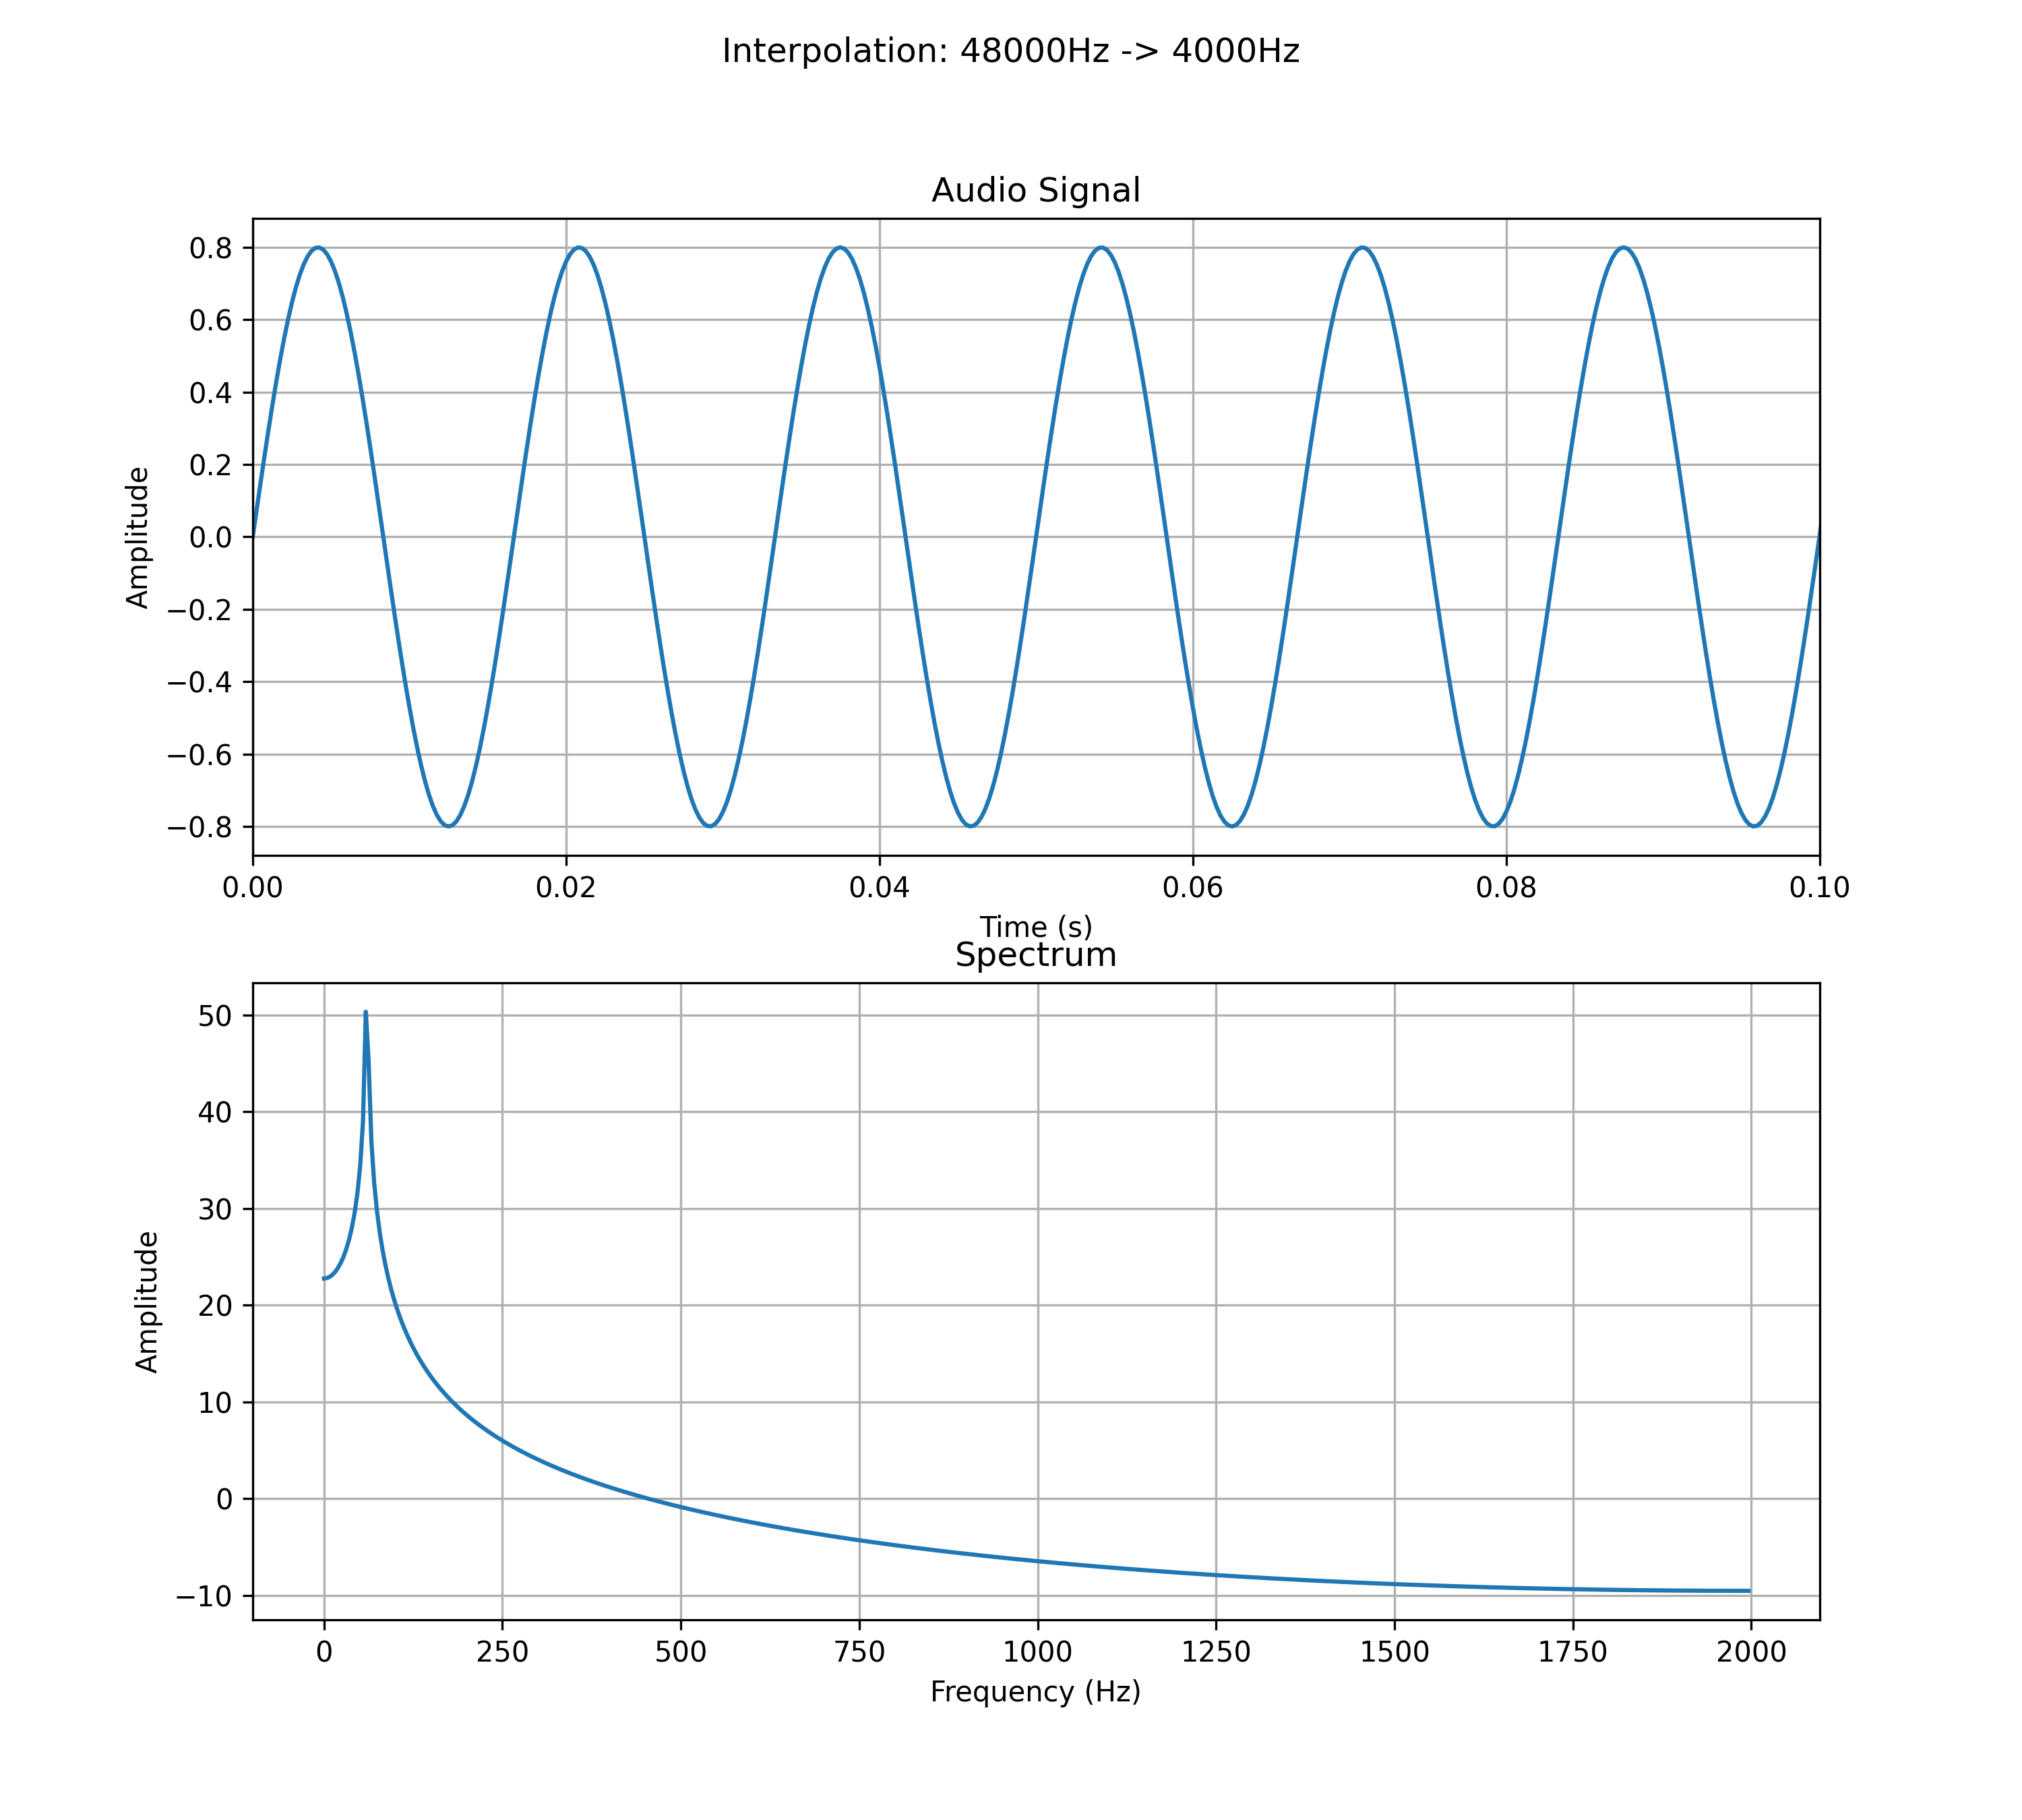 Interpolation: 48000Hz -> 4000Hz
Audio Signal
Amplitude
0.8
0.6
0.4
0.2
0.0
−0.2
−0.4
−0.6
−0.8
0.00 0.02 0.04 0.06 0.08 0.10
Time (s)
Spectrum
Amplitude
50
40
30
20
10
0
−10
0 250 500 750 1000 1250 1500 1750 2000
Frequency (Hz)